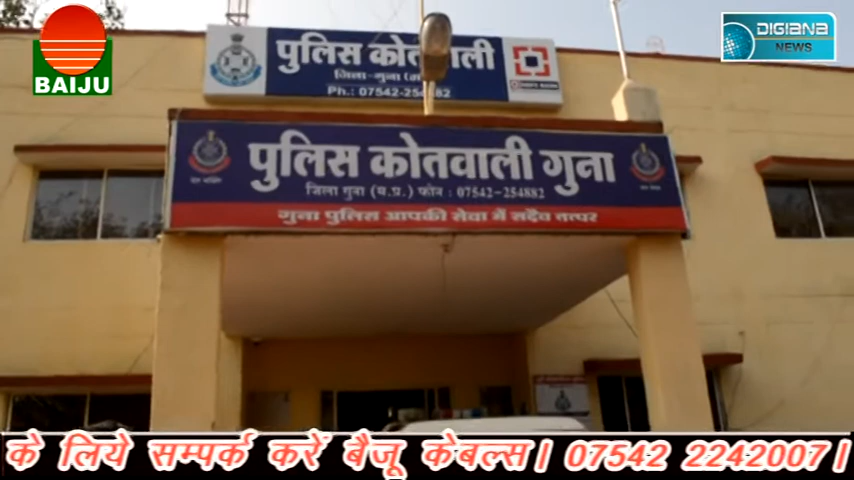 BAIJU
DIGIANA
NEWS
पुलिस कोतवाली
Ph.: 07542-254882
पुलिस कोतवाली गुना
जिला गुना (म.प्र.) फोन : 07542-254882
गुना पुलिस आपकी सेवा में सदैव तत्पर
के लिये सम्पर्क करें बैजू केबल्स। 07542 2242007।